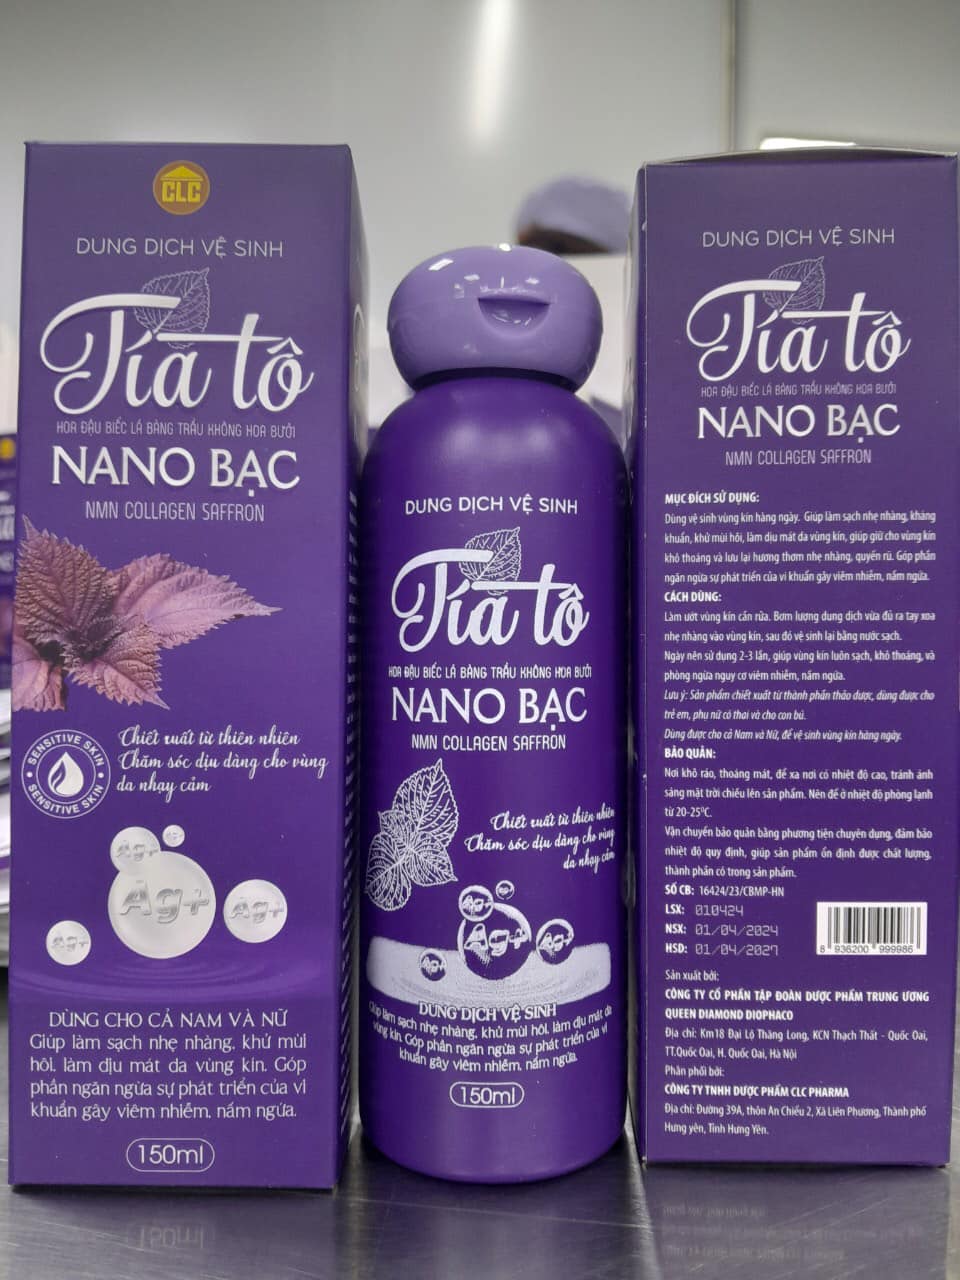 CLC
DUNG DỊCH VỆ SINH
Tía tô
HOA ĐẬU BIẾC LÁ BÀNG TRẦU KHÔNG HOA BƯỞI
NANO BẠC
NMN COLLAGEN SAFFRON
SENSITIVE SKIN
SENSITIVE SKIN
Chiết xuất từ thiên nhiên
Chăm sóc dịu dàng cho vùng
da nhạy cảm
Ag+
Ag+
Ag+
Ag+
DÙNG CHO CẢ NAM VÀ NỮ
Giúp làm sạch nhẹ nhàng, khử mùi
hôi, làm dịu mát da vùng kín. Góp
phần ngăn ngừa sự phát triển của vi
khuẩn gây viêm nhiễm, nấm ngứa.
150ml
DUNG DỊCH VỆ SINH
Tía tô
HOA ĐẬU BIẾC LÁ BÀNG TRẦU KHÔNG HOA BƯỞI
NANO BẠC
NMN COLLAGEN SAFFRON
Chiết xuất từ thiên nhiên
Chăm sóc dịu dàng cho vùng
da nhạy cảm
Ag+
Ag+
Ag+
Ag+
DUNG DỊCH VỆ SINH
Giúp làm sạch nhẹ nhàng, khử mùi hôi, làm dịu mát da
vùng kín. Góp phần ngăn ngừa sự phát triển của vi
khuẩn gây viêm nhiễm, nấm ngứa.
150ml
DUNG DỊCH VỆ SINH
Tía tô
HOA ĐẬU BIẾC LÁ BÀNG TRẦU KHÔNG HOA BƯỞI
NANO BẠC
NMN COLLAGEN SAFFRON
MỤC ĐÍCH SỬ DỤNG:
Dùng vệ sinh vùng kín hàng ngày. Giúp làm sạch nhẹ nhàng, kháng
khuẩn, khử mùi hôi, làm dịu mát da vùng kín, giúp giữ cho vùng kín
khô thoáng và lưu lại hương thơm nhẹ nhàng, quyến rũ. Góp phần
ngăn ngừa sự phát triển của vi khuẩn gây viêm nhiễm, nấm ngứa.
CÁCH DÙNG:
Làm ướt vùng kín cần rửa. Bơm lượng dung dịch vừa đủ ra tay xoa
nhẹ nhàng vào vùng kín, sau đó vệ sinh lại bằng nước sạch.
Ngày nên sử dụng 2-3 lần, giúp vùng kín luôn sạch, khô thoáng, và
phòng ngừa nguy cơ viêm nhiễm, nấm ngứa.
Lưu ý: Sản phẩm chiết xuất từ thành phần thảo dược, dùng được cho
trẻ em, phụ nữ có thai và cho con bú.
Dùng được cho cả Nam và Nữ, để vệ sinh vùng kín hàng ngày.
BẢO QUẢN:
Nơi khô ráo, thoáng mát, để xa nơi có nhiệt độ cao, tránh ánh
sáng mặt trời chiếu lên sản phẩm. Nên để ở nhiệt độ phòng lạnh
từ 20-25⁰C.
Vận chuyển bảo quản bằng phương tiện chuyên dụng, đảm bảo
nhiệt độ quy định, giúp sản phẩm ổn định được chất lượng,
thành phần có trong sản phẩm.
SỐ CB: 16424/23/CBMP-HN
LSX: 010424
NSX: 01/04/2024
HSD: 01/04/2027
8 936200 999986
Sản xuất bởi:
CÔNG TY CỔ PHẦN TẬP ĐOÀN DƯỢC PHẨM TRUNG ƯƠNG
QUEEN DIAMOND DIOPHACO
Địa chỉ: Km18 Đại Lộ Thăng Long, KCN Thạch Thất - Quốc Oai,
TT.Quốc Oai, H. Quốc Oai, Hà Nội
Phân phối bởi:
CÔNG TY TNHH DƯỢC PHẨM CLC PHARMA
Địa chỉ: Đường 39A, thôn An Chiểu 2, Xã Liên Phương, Thành phố
Hưng yên, Tỉnh Hưng Yên.